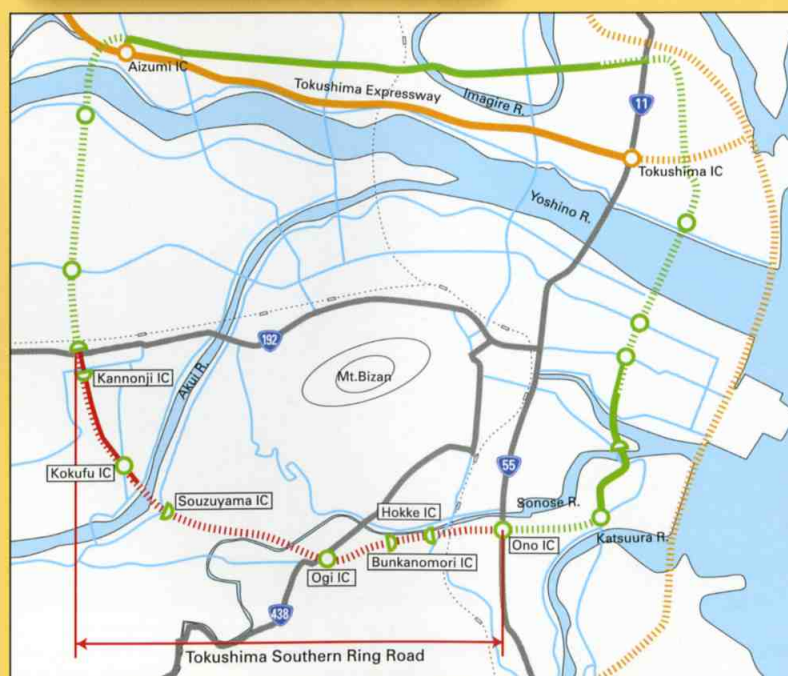 Aizumi IC
Tokushima Expressway
Imagire R.
11
Tokushima IC
Yoshino R.
192
Mt.Bizan
Akui R.
Kannonji IC
Kokufu IC
55
Souzuyama IC
Hokke IC
Sonose R.
Katsuura R.
Ono IC
Bunkanomori IC
Ogi IC
438
Tokushima Southern Ring Road